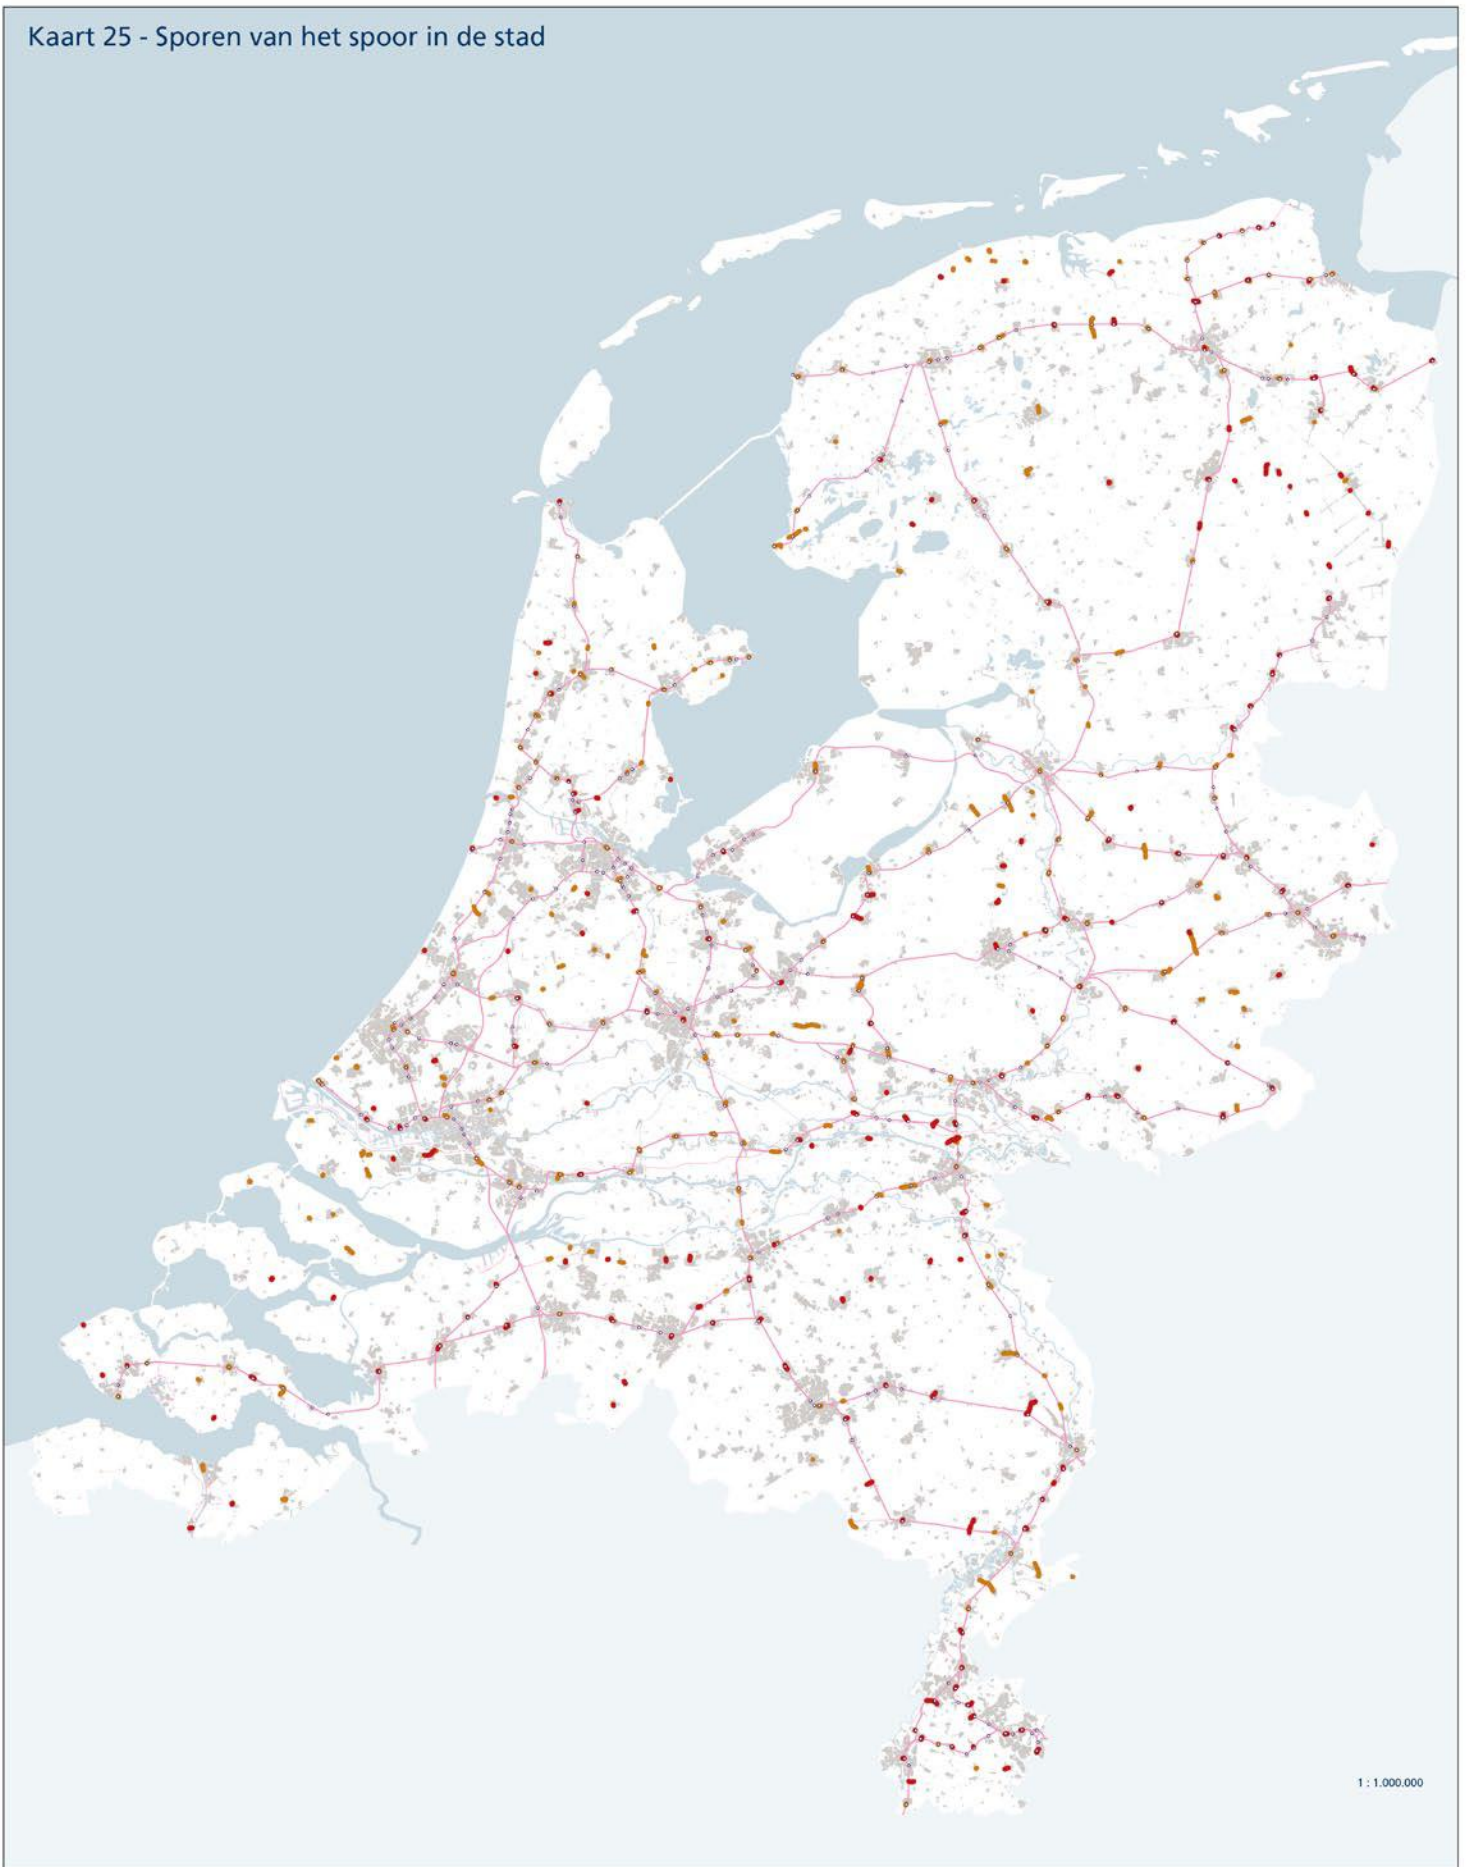 Kaart 25 - Sporen van het spoor in de stad
1 : 1.000.000